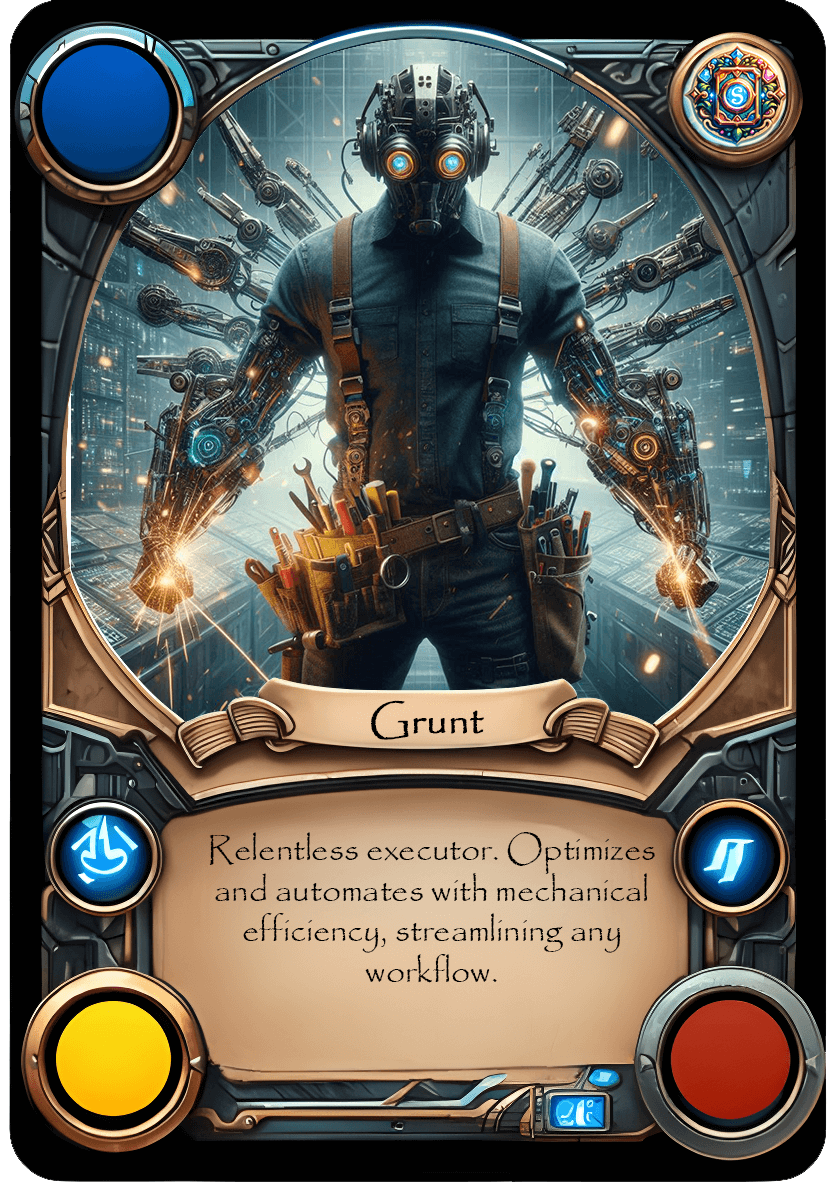 Grunt
Relentless executor. Optimizes
and automates with mechanical
efficiency, streamlining any
workflow.